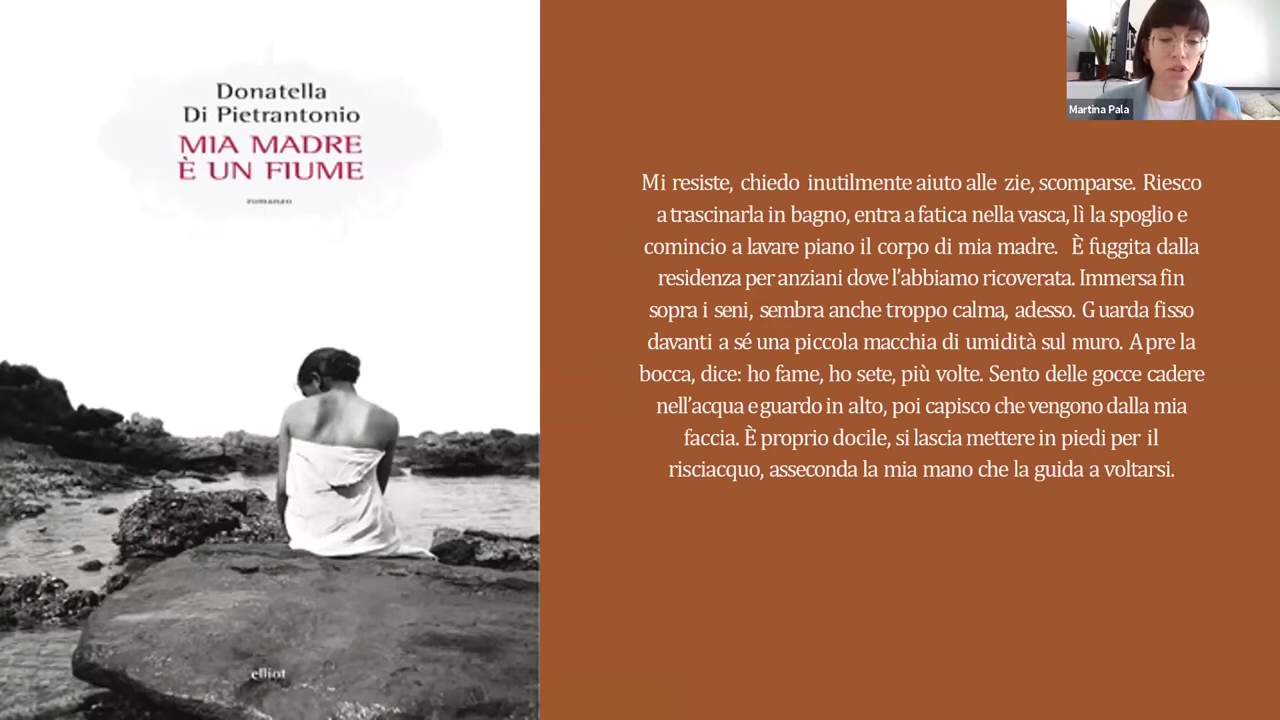 Donatella
Di Pietrantonio
MIA MADRE
È UN FIUME
romanzo
elliot
Martina Pala
Mi resiste, chiedo inutilmente aiuto alle zie, scomparse. Riesco
a trascinarla in bagno, entra a fatica nella vasca, lì la spoglio e
comincio a lavare piano il corpo di mia madre. È fuggita dalla
residenza per anziani dove l'abbiamo ricoverata. Immersa fin
sopra i seni, sembra anche troppo calma, adesso. Guarda fisso
davanti a sé una piccola macchia di umidità sul muro. Apre la
bocca, dice: ho fame, ho sete, più volte. Sento delle gocce cadere
nell'acqua e guardo in alto, poi capisco che vengono dalla mia
faccia. È proprio docile, si lascia mettere in piedi per il
risciacquo, asseconda la mia mano che la guida a voltarsi.